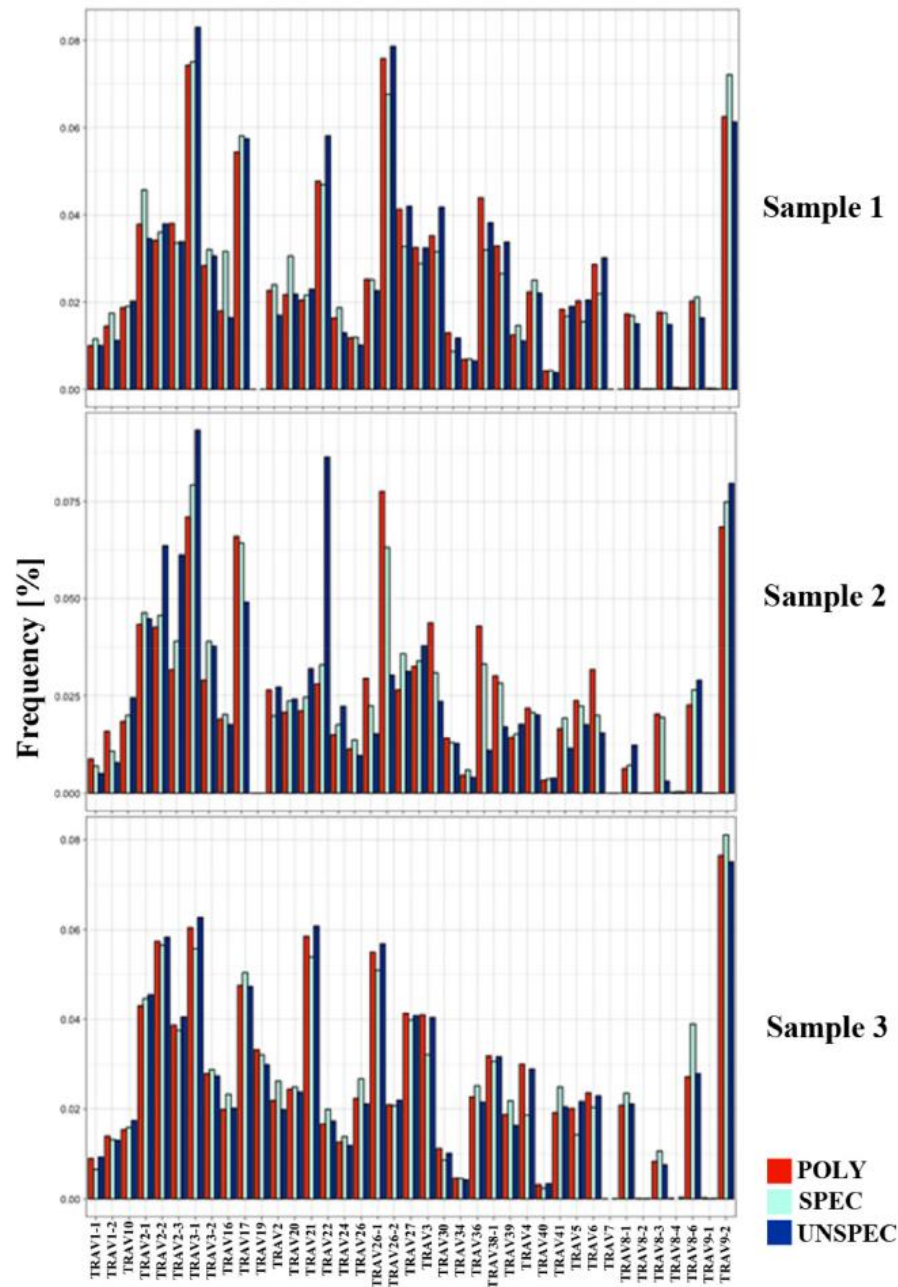 0.08
0.06
0.04
0.02
0.00
Sample 1
0.075
0.050
0.025
0.000
Sample 2
Frequency [%]
0.08
0.06
0.04
0.02
0.00
Sample 3
POLY
SPEC
UNSPEC
TRAV1-1
TRAV1-2
TRAV10
TRAV2-1
TRAV2-2
TRAV2-3
TRAV3-1
TRAV3-2
TRAV16
TRAV17
TRAV19
TRAV2
TRAV20
TRAV21
TRAV22
TRAV24
TRAV26
TRAV26-1
TRAV26-2
TRAV27
TRAV3
TRAV30
TRAV34
TRAV36
TRAV38-1
TRAV39
TRAV4
TRAV40
TRAV41
TRAV5
TRAV6
TRAV7
TRAV8-1
TRAV8-2
TRAV8-3
TRAV8-4
TRAV8-6
TRAV9-1
TRAV9-2